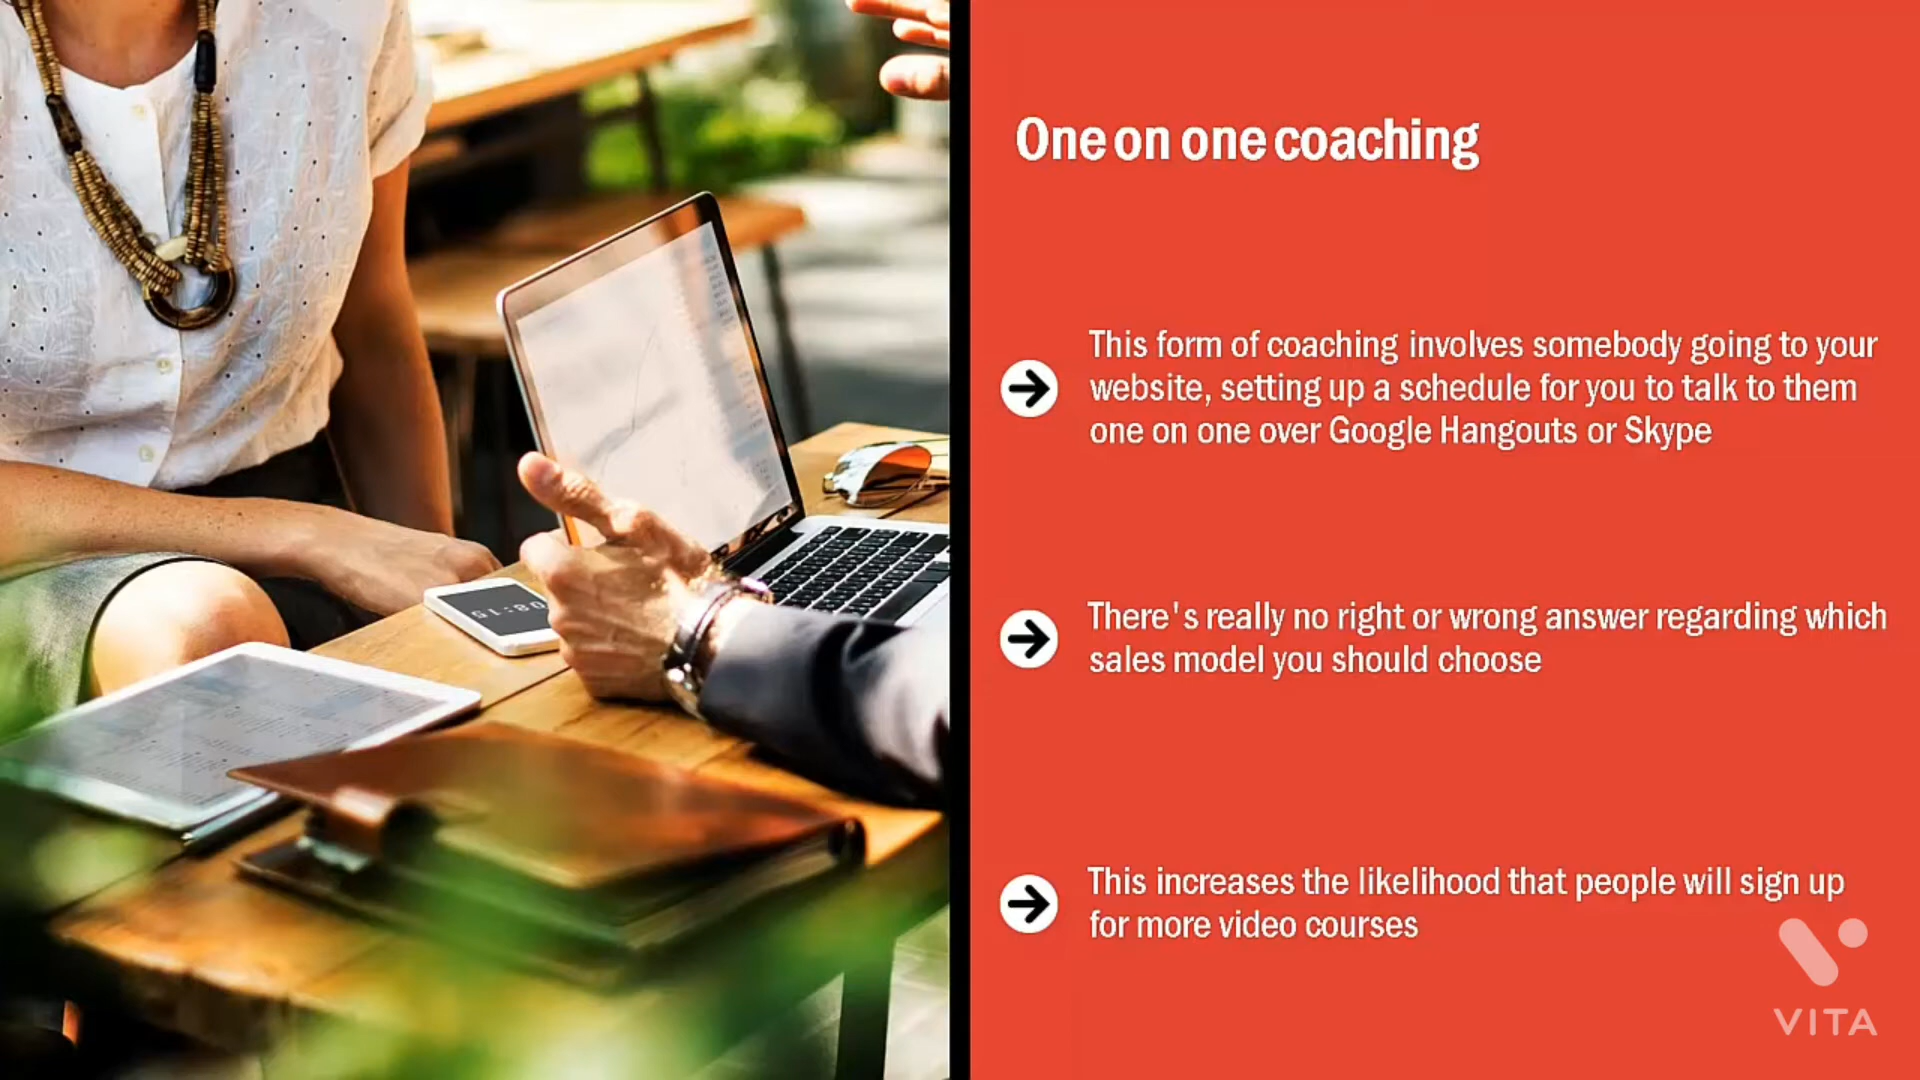 One on one coaching
This form of coaching involves somebody going to your
website, setting up a schedule for you to talk to them
one on one over Google Hangouts or Skype
There's really no right or wrong answer regarding which
sales model you should choose
This increases the likelihood that people will sign up
for more video courses
VITA
08:15